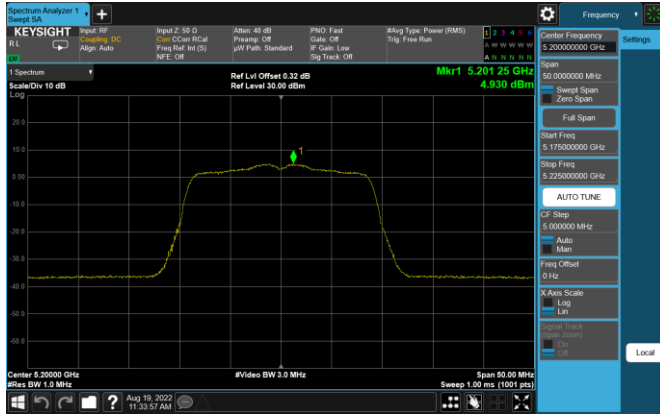 Spectrum Analyzer 1
Swept SA
Frequency
KEYSIGHT
R L
Input: RF
Coupling: DC
Align: Auto
Input Z: 50 Ω
Corr CCorr RCal
Freq Ref: Int (S)
NFE: Off
Atten: 40 dB
Preamp: Off
µW Path: Standard
PNO: Fast
Gate: Off
IF Gain: Low
Sig Track: Off
#Avg Type: Power (RMS)
Trig: Free Run
1 2 3 4 5 6
A W W W W W
A N N N N N
1 Spectrum
Scale/Div 10 dB
Log
Ref Lvl Offset 0.32 dB
Ref Level 30.00 dBm
Mkr1 5.201 25 GHz
4.930 dBm
20.0
10.0
0.00
-10.0
-20.0
-30.0
-40.0
-50.0
-60.0
1
Center 5.20000 GHz
#Res BW 1.0 MHz
#Video BW 3.0 MHz
Span 50.00 MHz
Sweep 1.00 ms (1001 pts)
Aug 19, 2022
11:33:57 AM
Center Frequency
5.200000000 GHz
Span
50.0000000 MHz
Swept Span
Zero Span
Full Span
Start Freq
5.175000000 GHz
Stop Freq
5.225000000 GHz
AUTO TUNE
CF Step
5.000000 MHz
Auto
Man
Freq Offset
0 Hz
X Axis Scale
Log
Lin
Signal Track
(Span Zoom)
On
Off
Settings
Local